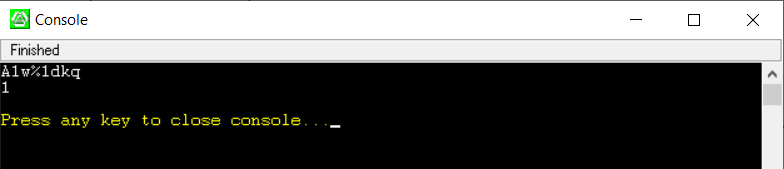 Console
Finished
A1w%1dkq
1
Press any key to close console..._